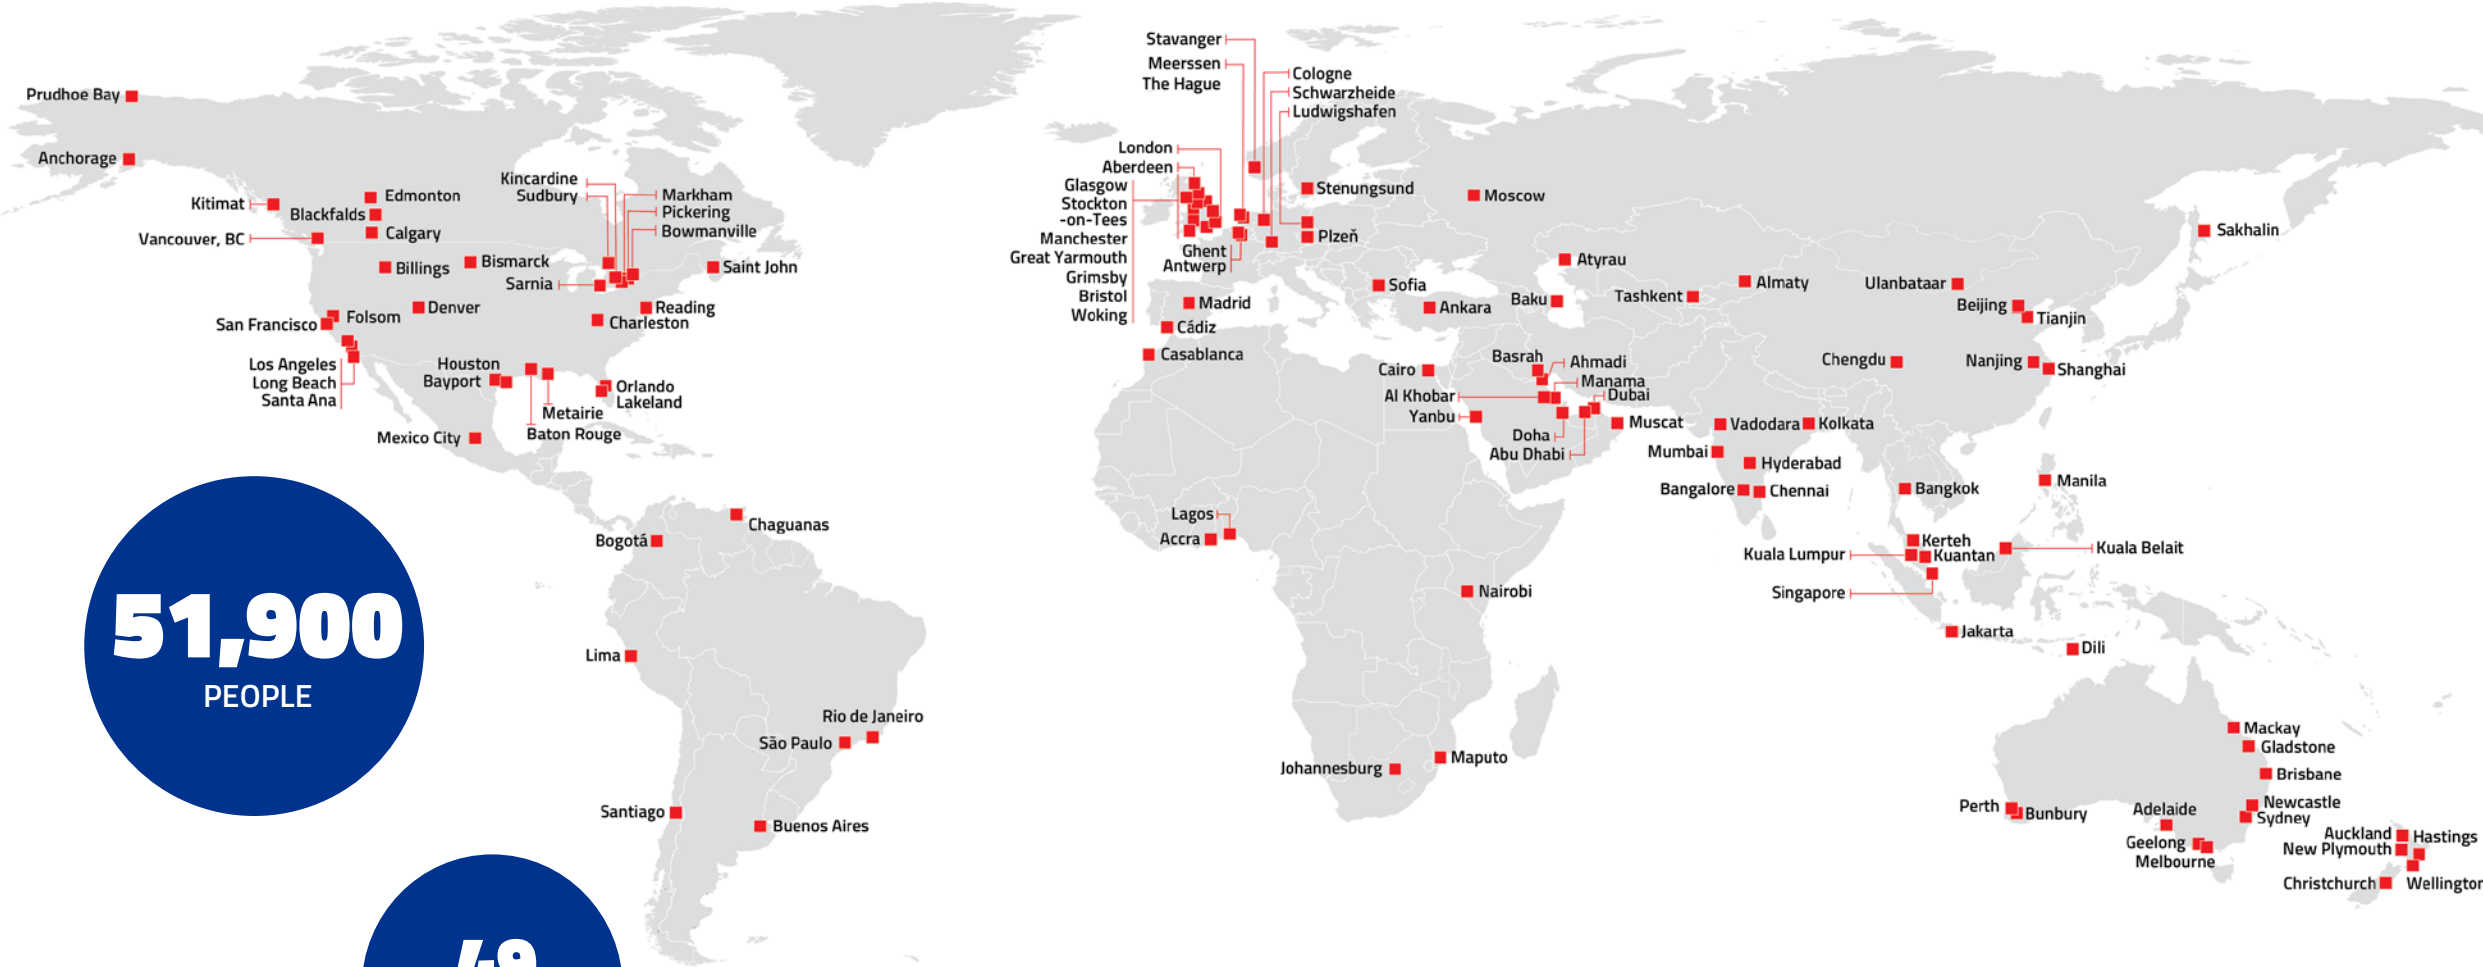 Prudhoe Bay
Anchorage
Kitimat
Vancouver, BC
Edmonton
Blackfalds
Calgary
Billings
Bismarck
Kincardine
Sudbury
Markham
Pickering
Bowmanville
Saint John
Sarnia
Reading
Charleston
Denver
Folsom
San Francisco
Los Angeles
Long Beach
Santa Ana
Houston
Bayport
Metairie
Baton Rouge
Orlando
Lakeland
Mexico City
Chaguanas
Bogotá
Lima
Rio de Janeiro
São Paulo
Santiago
Buenos Aires
51,900
PEOPLE
49
Stavanger
Meerssen
The Hague
Cologne
Schwarzheide
Ludwigshafen
London
Aberdeen
Glasgow
Stockton
-on-Tees
Manchester
Great Yarmouth
Grimsby
Bristol
Woking
Ghent
Antwerp
Stenungsund
Plzeň
Moscow
Madrid
Cádiz
Casablanca
Sofia
Ankara
Atyrau
Baku
Tashkent
Almaty
Ulanbataar
Beijing
Tianjin
Sakhalin
Chengdu
Nanjing
Shanghai
Cairo
Basrah
Ahmadi
Manama
Al Khobar
Dubai
Yanbu
Doha
Abu Dhabi
Muscat
Vadodara
Kolkata
Mumbai
Hyderabad
Bangalore
Chennai
Bangkok
Manila
Lagos
Accra
Nairobi
Johannesburg
Maputo
Kerteh
Kuala Lumpur
Kuantan
Kuala Belait
Singapore
Jakarta
Dili
Mackay
Gladstone
Brisbane
Newcastle
Sydney
Perth
Bunbury
Adelaide
Geelong
Melbourne
Auckland
Hastings
New Plymouth
Christchurch
Wellington